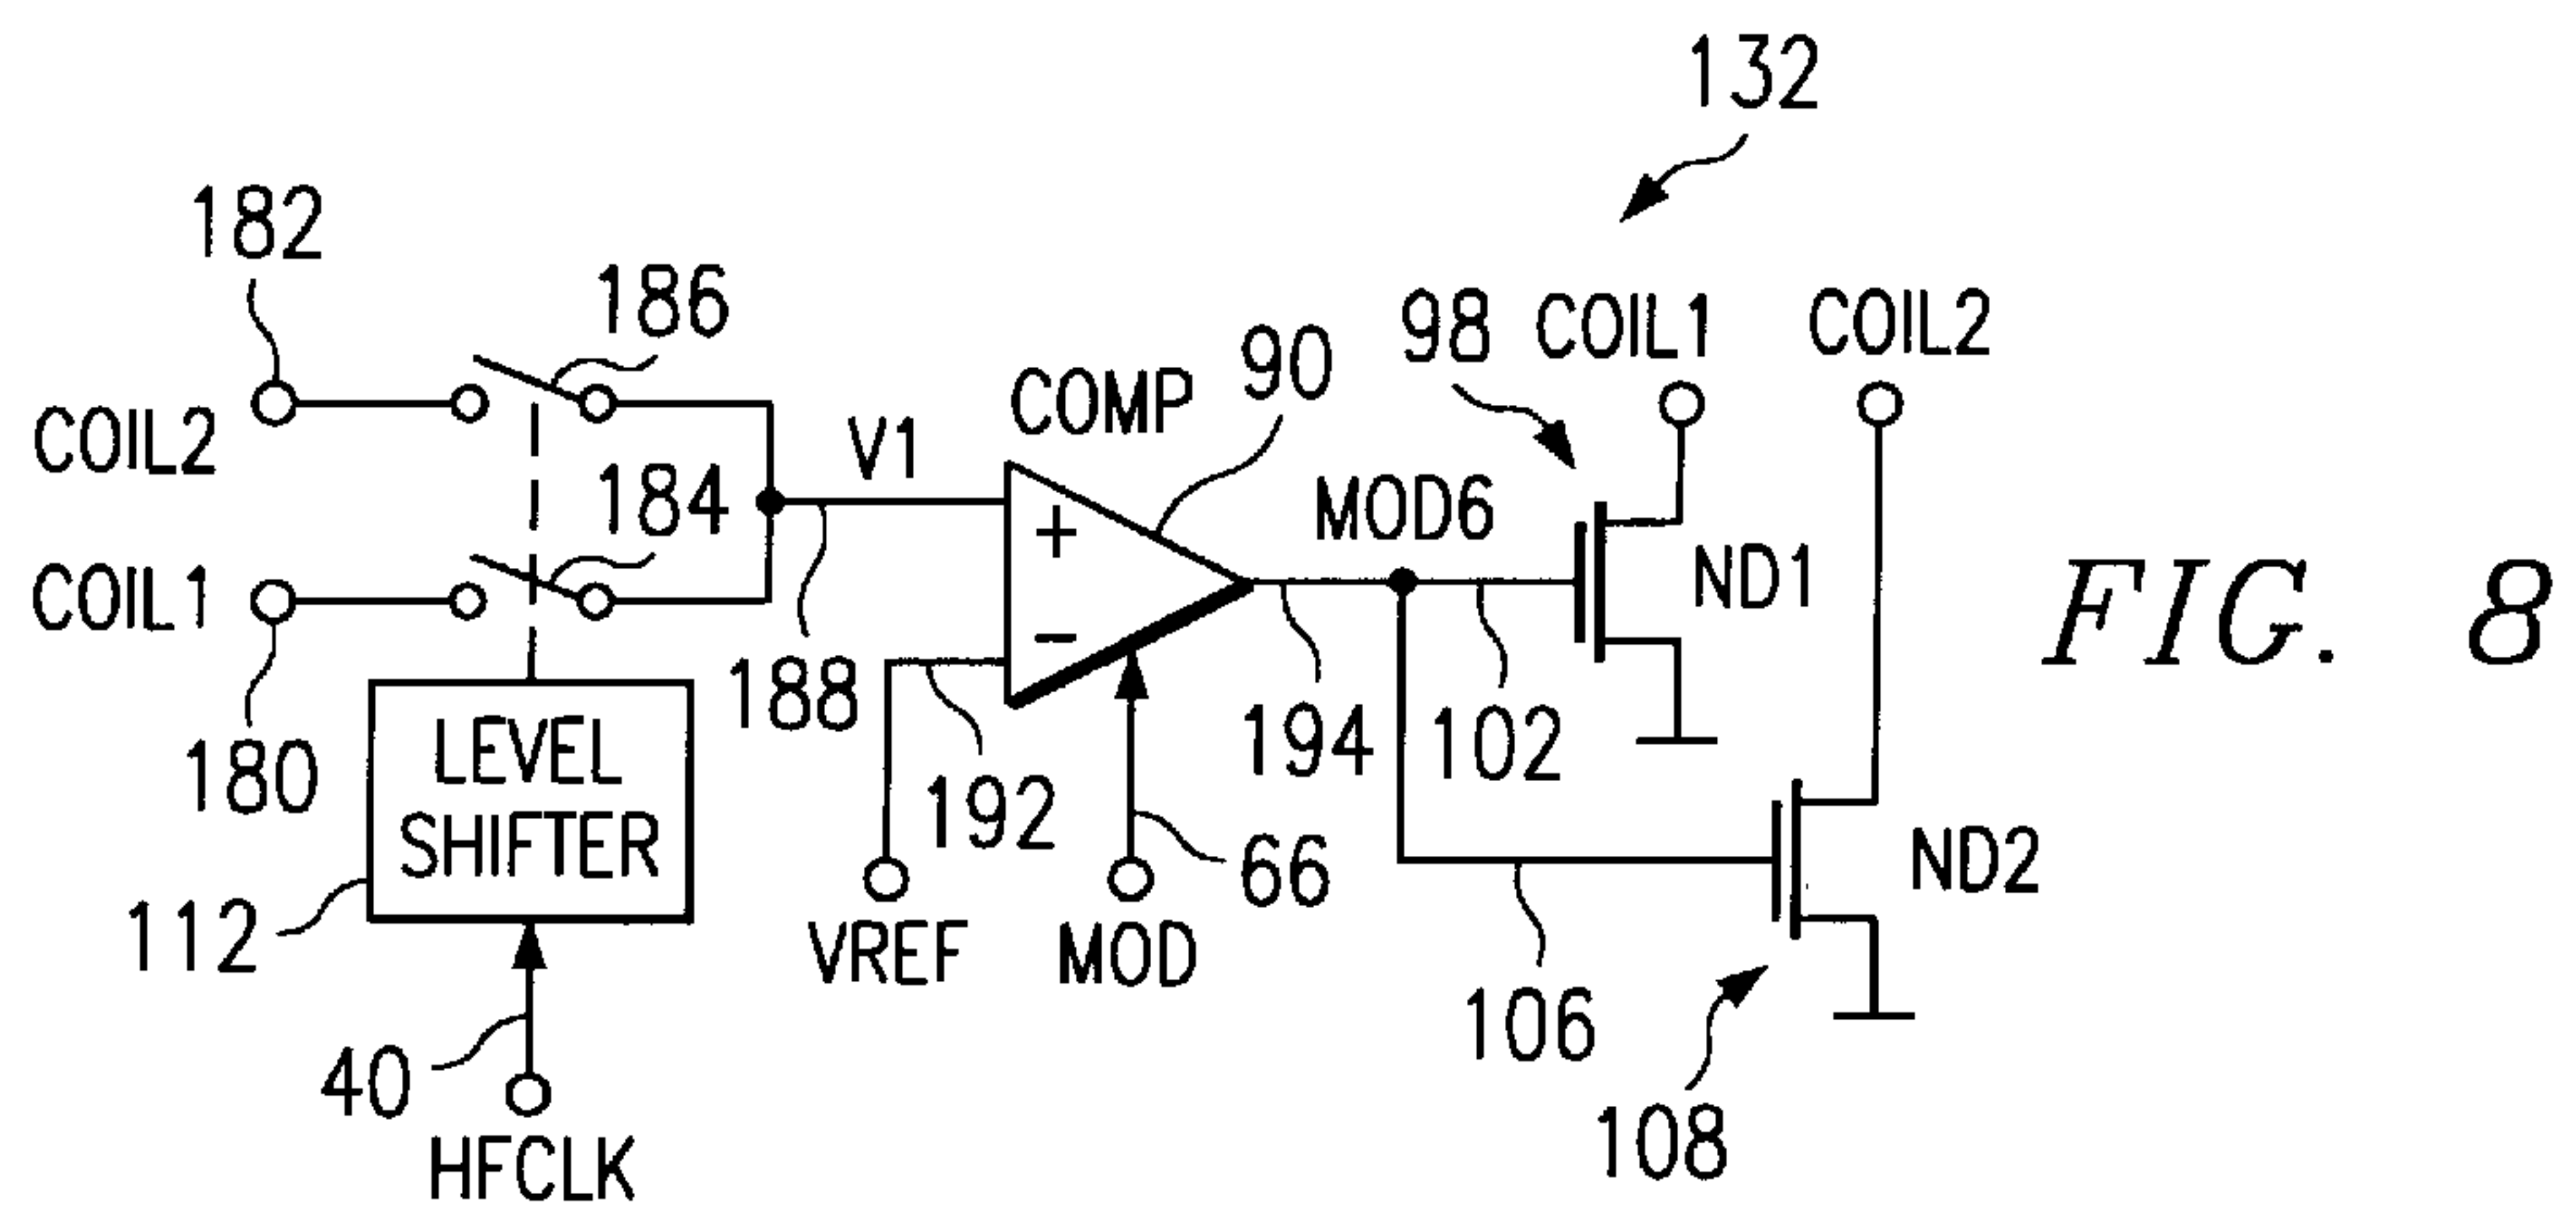 132
182
186
COIL2
184
COIL1
180
V1
188
COMP
90
LEVEL
SHIFTER
112
40
HFCLK
+
−
192
VREF
66
MOD
MOD6
194
102
98
COIL1
COIL2
ND1
106
ND2
108
FIG. 8